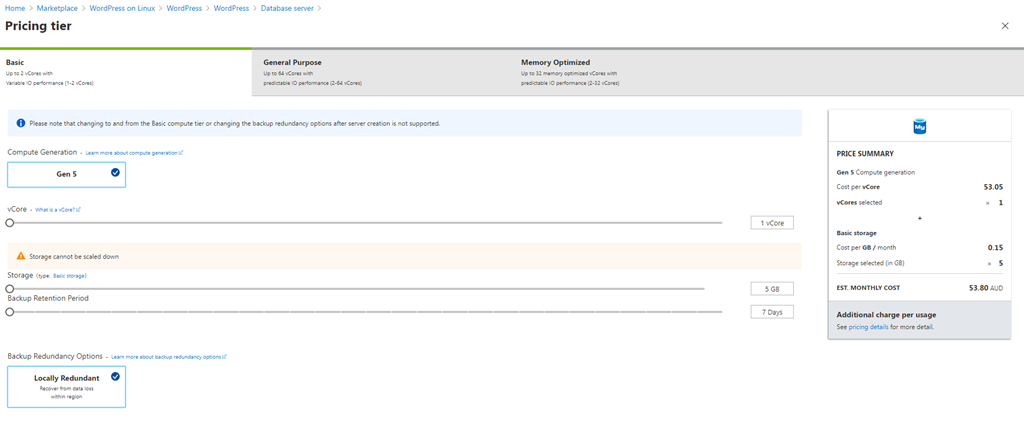 Home > Marketplace > WordPress on Linux > WordPress > WordPress > Database server >
Pricing tier
Basic
Up to 2 vCores with
Variable IO performance (1-2 vCores)
General Purpose
Up to 64 vCores with
predictable IO performance (2-64 vCores)
Memory Optimized
Up to 32 memory optimized vCores with
predictable IO performance (2-32 vCores)
Please note that changing to and from the Basic compute tier or changing the backup redundancy options after server creation is not supported.
Compute Generation - Learn more about compute generation
Gen 5
vCore - What is a vCore?
1 vCore
Storage cannot be scaled down
Storage (type: Basic storage)
5 GB
Backup Retention Period
7 Days
Backup Redundancy Options - Learn more about backup redundancy options
Locally Redundant
Recover from data loss
within region
My
PRICE SUMMARY
Gen 5 Compute generation
Cost per vCore 53.05
vCores selected × 1
+
Basic storage
Cost per GB / month 0.15
Storage selected (in GB) × 5
EST. MONTHLY COST 53.80 AUD
Additional charge per usage
See pricing details for more detail.